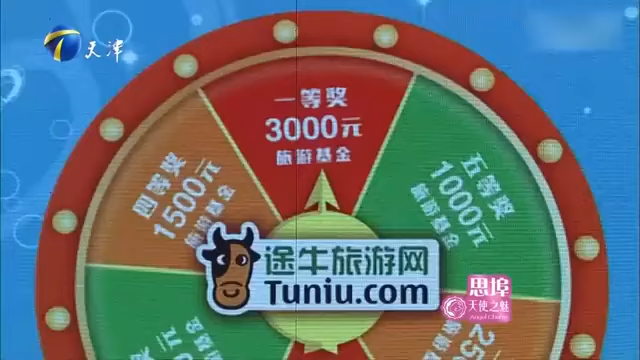 天津
一等奖
3000元
旅游基金
四等奖
1500元
旅游基金
五等奖
1000元
旅游基金
途牛旅游网
Tuniu.com
思埠
天使之魅
Angel Charm